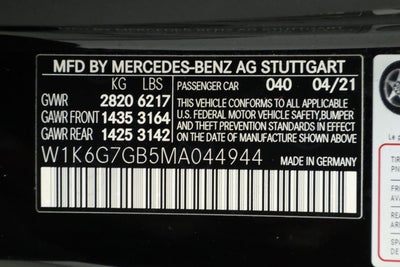 MFD BY MERCEDES-BENZ AG STUTTGART
KG LBS PASSENGER CAR 040 04/21
GVWR 2820 6217 THIS VEHICLE CONFORMS TO ALL APPLICABLE
GAWR FRONT 1435 3164 U.S. FEDERAL MOTOR VEHICLE SAFETY,BUMPER
GAWR REAR 1425 3142 AND THEFT PREVENTION STANDARDS IN EFFECT
ON THE DATE OF MANUFACTURE SHOWN ABOVE.
W1K6G7GB5MA044944 MADE IN GERMANY